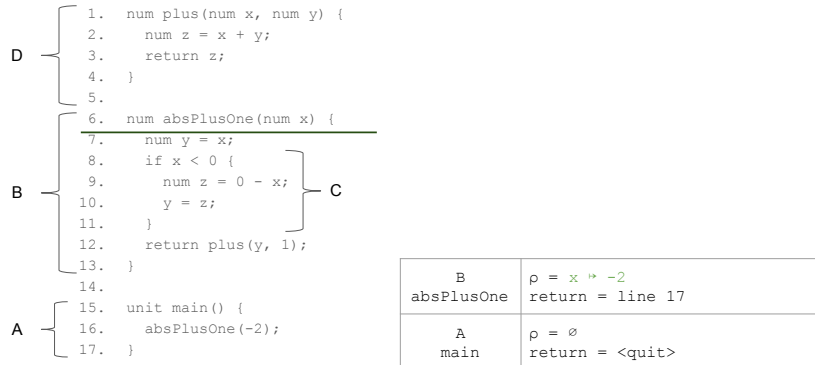 1. num plus(num x, num y) {
2. num z = x + y;
D
3. return z;
4. }
5.
6. num absPlusOne(num x) {
7. num y = x;
8. if x < 0 {
9. num z = 0 - x;
B
C
10. y = z;
11. }
12. return plus(y, 1);
13. }
14.
15. unit main() {
A
16. absPlusOne(-2);
17. }
B
absPlusOne
ρ = x ↦ -2
return = line 17
A
main
ρ = ∅
return = <quit>